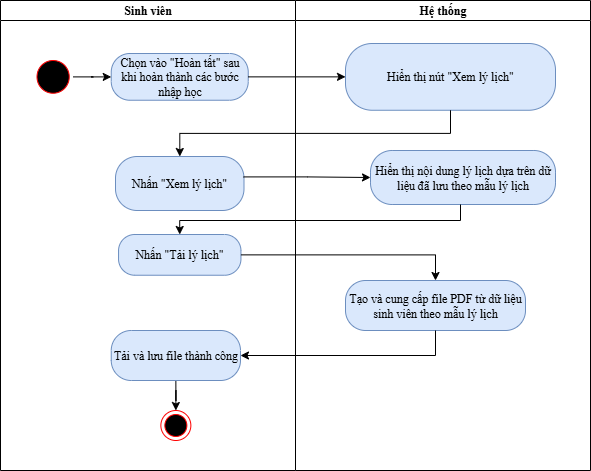 Sinh viên
Hệ thống
Chọn vào "Hoàn tất" sau
khi hoàn thành các bước
nhập học
Hiển thị nút "Xem lý lịch"
Nhấn "Xem lý lịch"
Hiển thị nội dung lý lịch dựa trên dữ
liệu đã lưu theo mẫu lý lịch
Nhấn "Tải lý lịch"
Tạo và cung cấp file PDF từ dữ liệu
sinh viên theo mẫu lý lịch
Tải và lưu file thành công